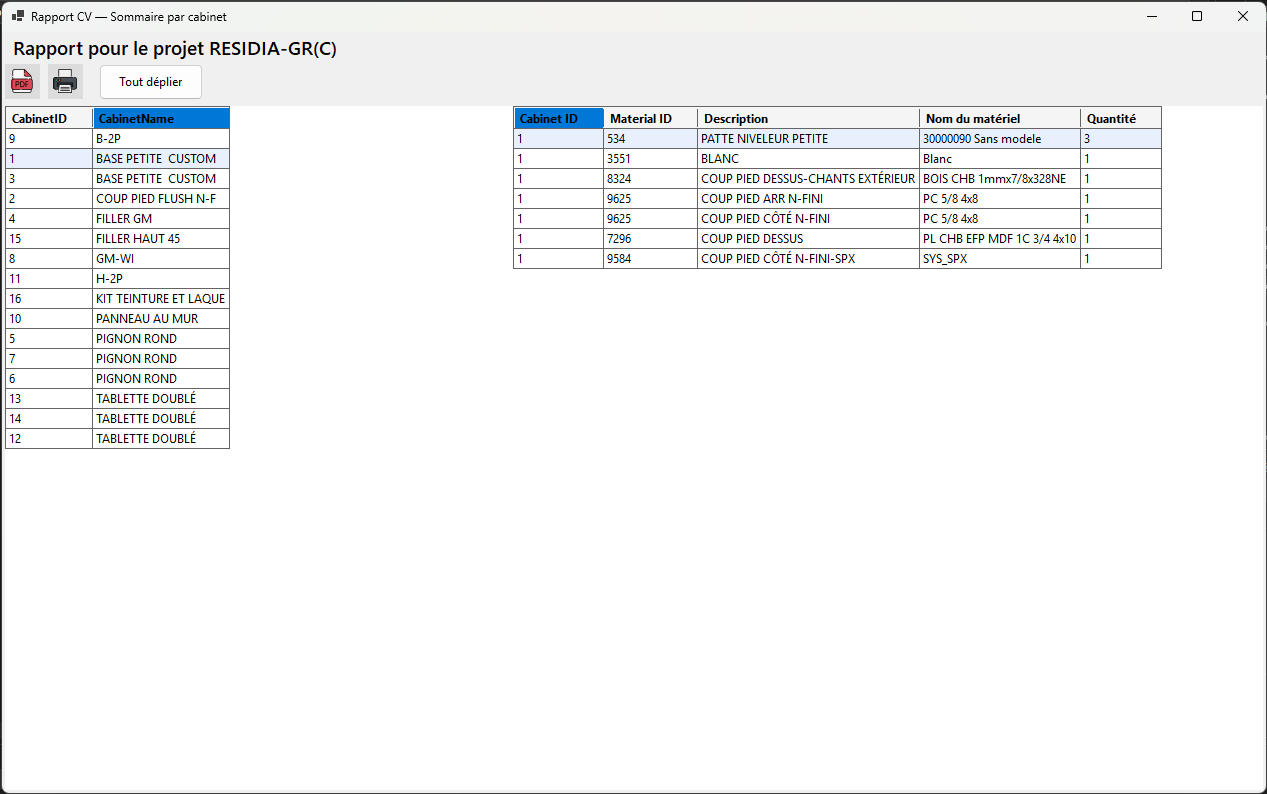 Rapport CV — Sommaire par cabinet
Rapport pour le projet RESIDIA-GR(C)
PDF
Tout déplier
CabinetID CabinetName
9 B-2P
1 BASE PETITE  CUSTOM
3 BASE PETITE  CUSTOM
2 COUP PIED FLUSH N-F
4 FILLER GM
15 FILLER HAUT 45
8 GM-WI
11 H-2P
16 KIT TEINTURE ET LAQUE
10 PANNEAU AU MUR
5 PIGNON ROND
7 PIGNON ROND
6 PIGNON ROND
13 TABLETTE DOUBLÉ
14 TABLETTE DOUBLÉ
12 TABLETTE DOUBLÉ
Cabinet ID Material ID Description Nom du matériel Quantité
1 534 PATTE NIVELEUR PETITE 30000090 Sans modele 3
1 3551 BLANC Blanc 1
1 8324 COUP PIED DESSUS-CHANTS EXTÉRIEUR BOIS CHB 1mmx7/8x328NE 1
1 9625 COUP PIED ARR N-FINI PC 5/8 4x8 1
1 9625 COUP PIED CÔTÉ N-FINI PC 5/8 4x8 1
1 7296 COUP PIED DESSUS PL CHB EFP MDF 1C 3/4 4x10 1
1 9584 COUP PIED CÔTÉ N-FINI-SPX SYS_SPX 1